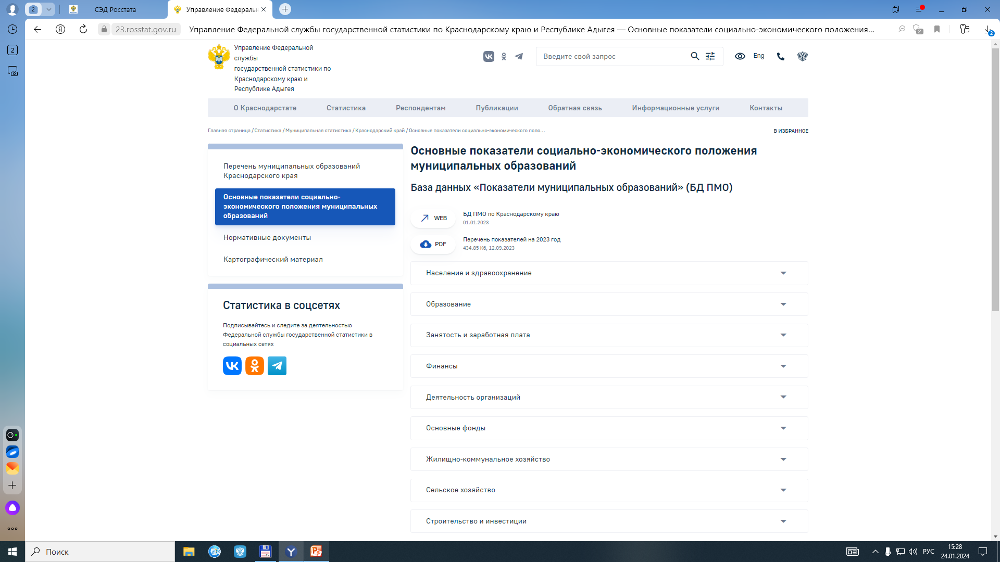 2
СЭД Росстата
Управление Федераль
2
23.rosstat.gov.ru
Управление Федеральной службы государственной статистики по Краснодарскому краю и Республике Адыгея — Основные показатели социально-экономического положения...
2
2
Управление Федеральной
службы
государственной статистики по
Краснодарскому краю и
Республике Адыгея
Введите свой запрос
Eng
О Краснодарстате
Статистика
Респондентам
Публикации
Обратная связь
Информационные услуги
Контакты
Главная страница / Статистика / Муниципальная статистика / Краснодарский край / Основные показатели социально-экономического поло...
В ИЗБРАННОЕ
Перечень муниципальных образований
Краснодарского края
Основные показатели социально-
экономического положения муниципальных
образований
Нормативные документы
Картографический материал
Статистика в соцсетях
Подписывайтесь и следите за деятельностью
Федеральной службы государственной статистики в
социальных сетях
Основные показатели социально-экономического положения
муниципальных образований
База данных «Показатели муниципальных образований» (БД ПМО)
WEB
БД ПМО по Краснодарскому краю
01.01.2023
PDF
Перечень показателей на 2023 год
434.85 Кб, 12.09.2023
Население и здравоохранение
Образование
Занятость и заработная плата
Финансы
Деятельность организаций
Основные фонды
Жилищно-коммунальное хозяйство
Сельское хозяйство
Строительство и инвестиции
Поиск
РУС
15:28
24.01.2024